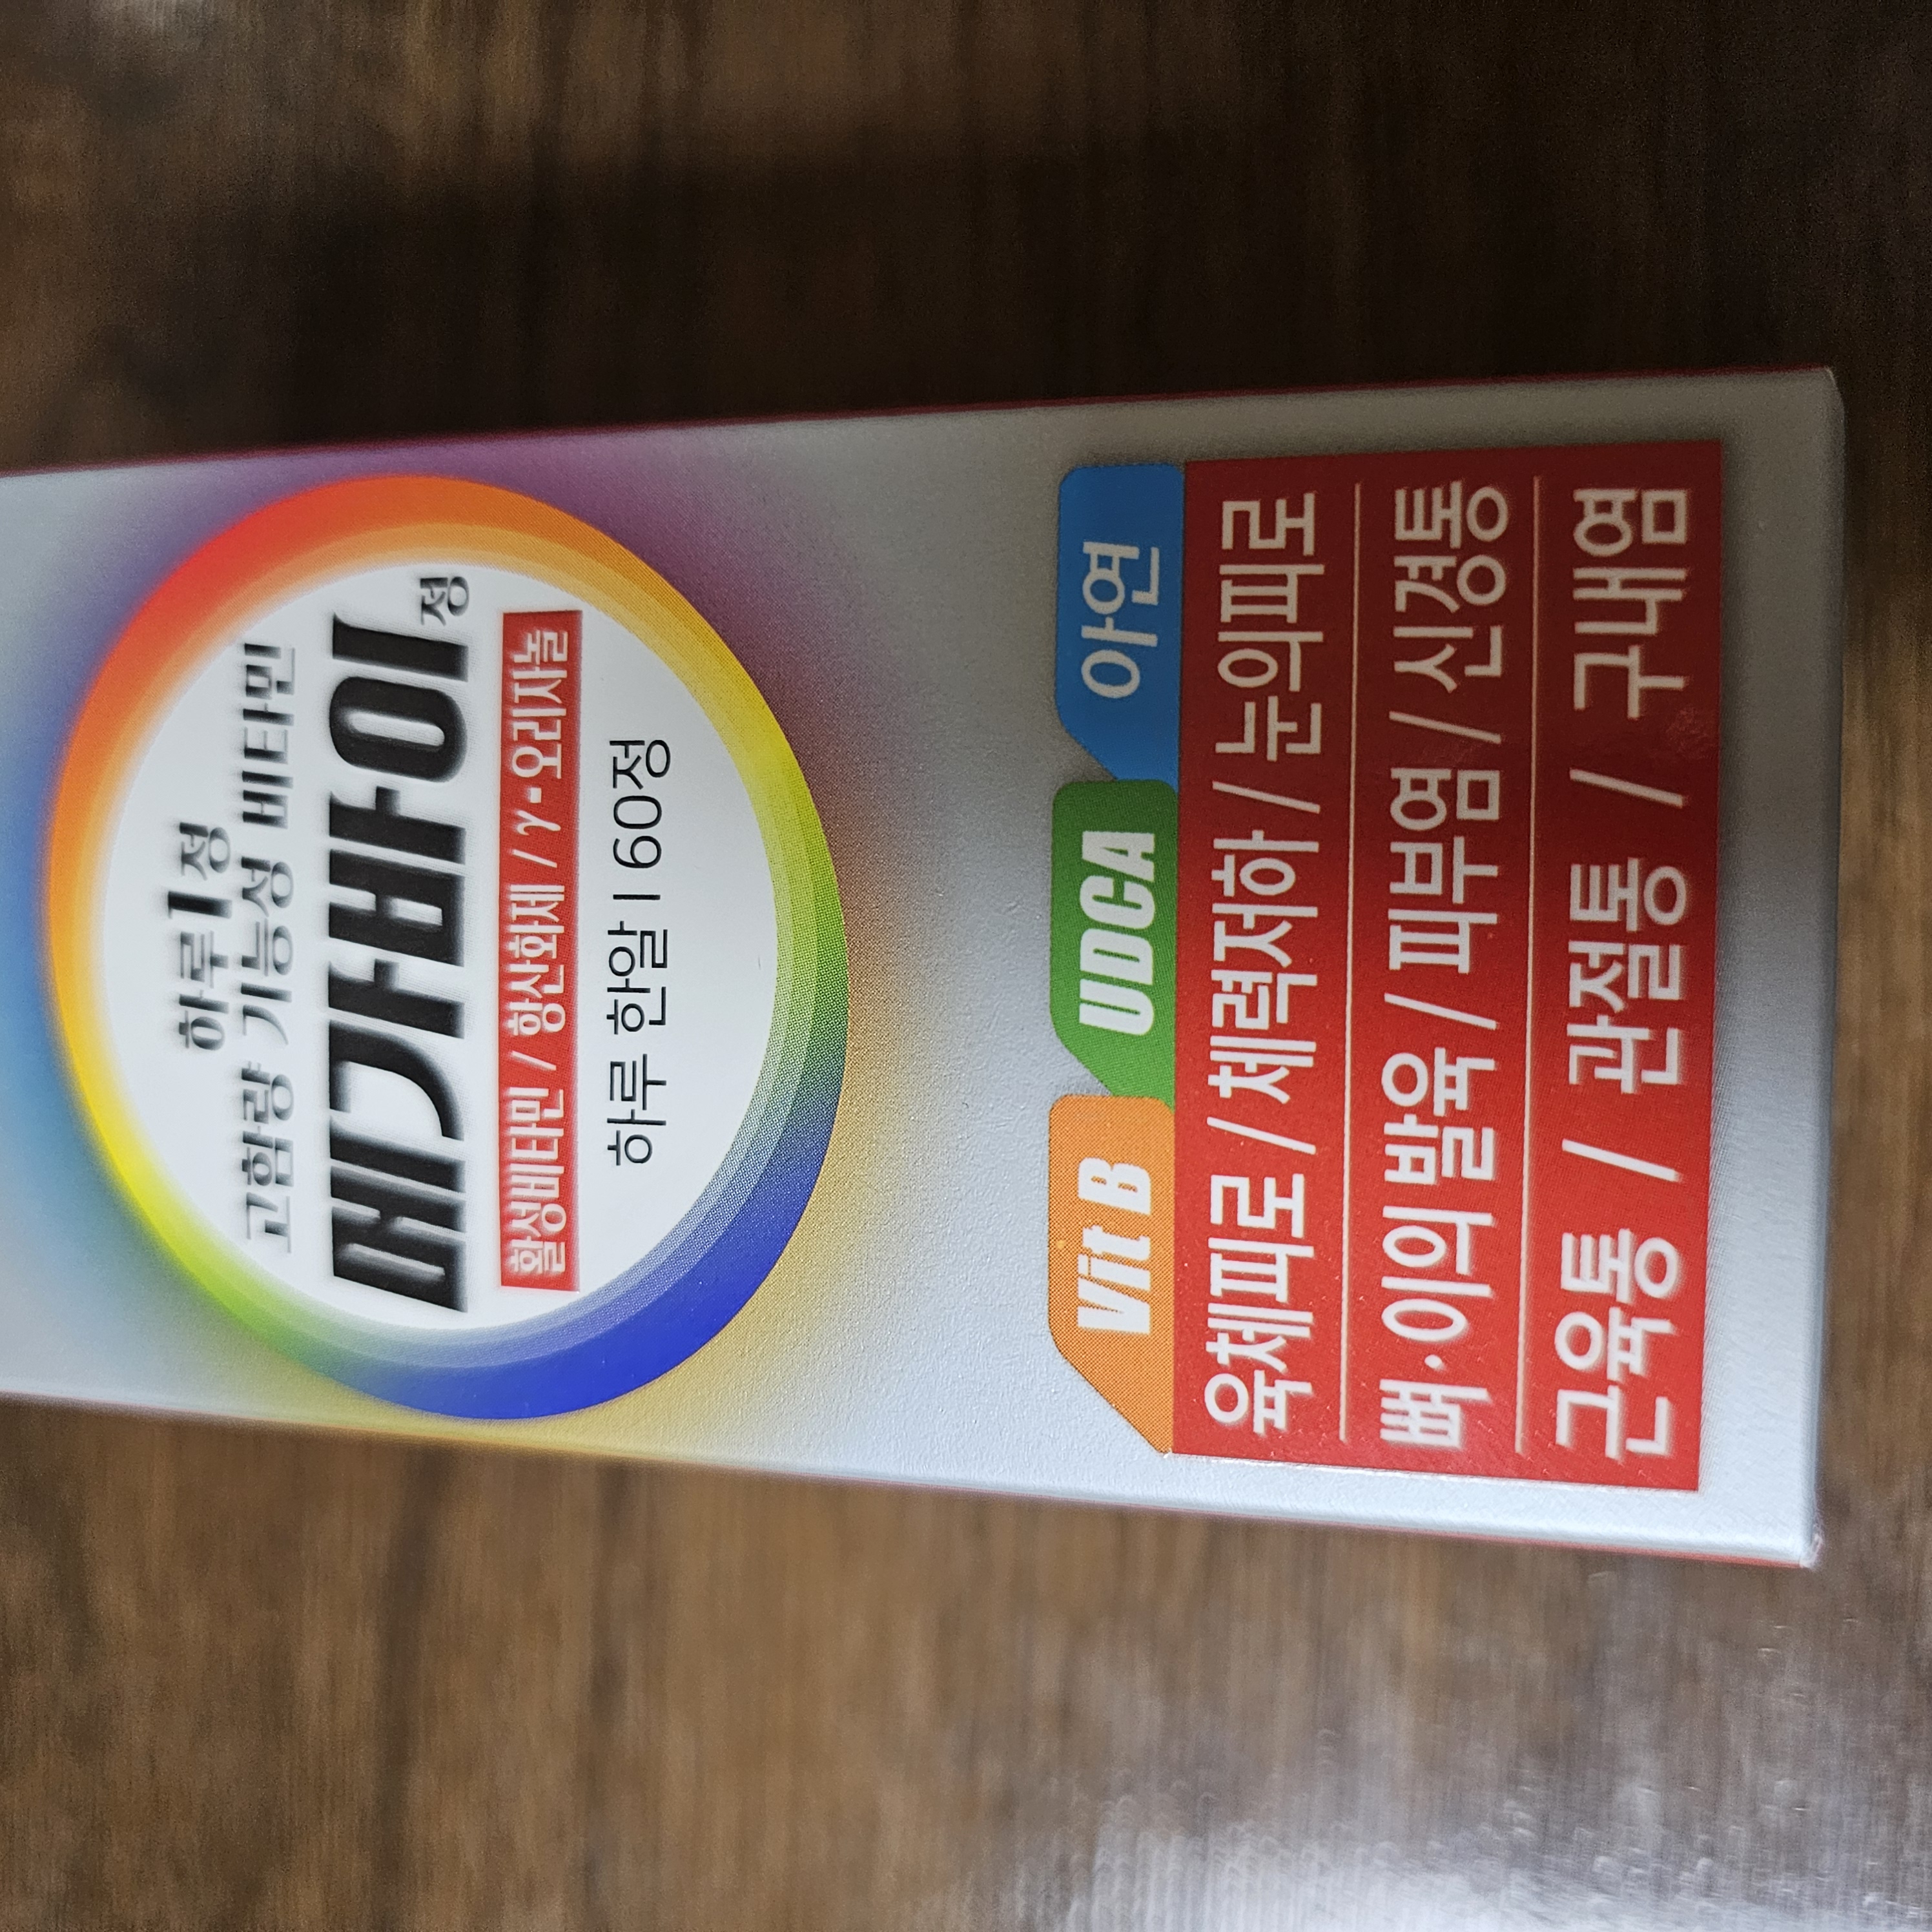 하루 1정
고함량 기능성 비타민
메가바이정
활성비타민 / 항산화제 / γ-오리자놀
하루 한알 I 60정
Vit B UDCA 아연
육체피로 / 체력저하 / 눈의피로
뼈·이의 발육 / 피부염 / 신경통
근육통 / 관절통 / 구내염